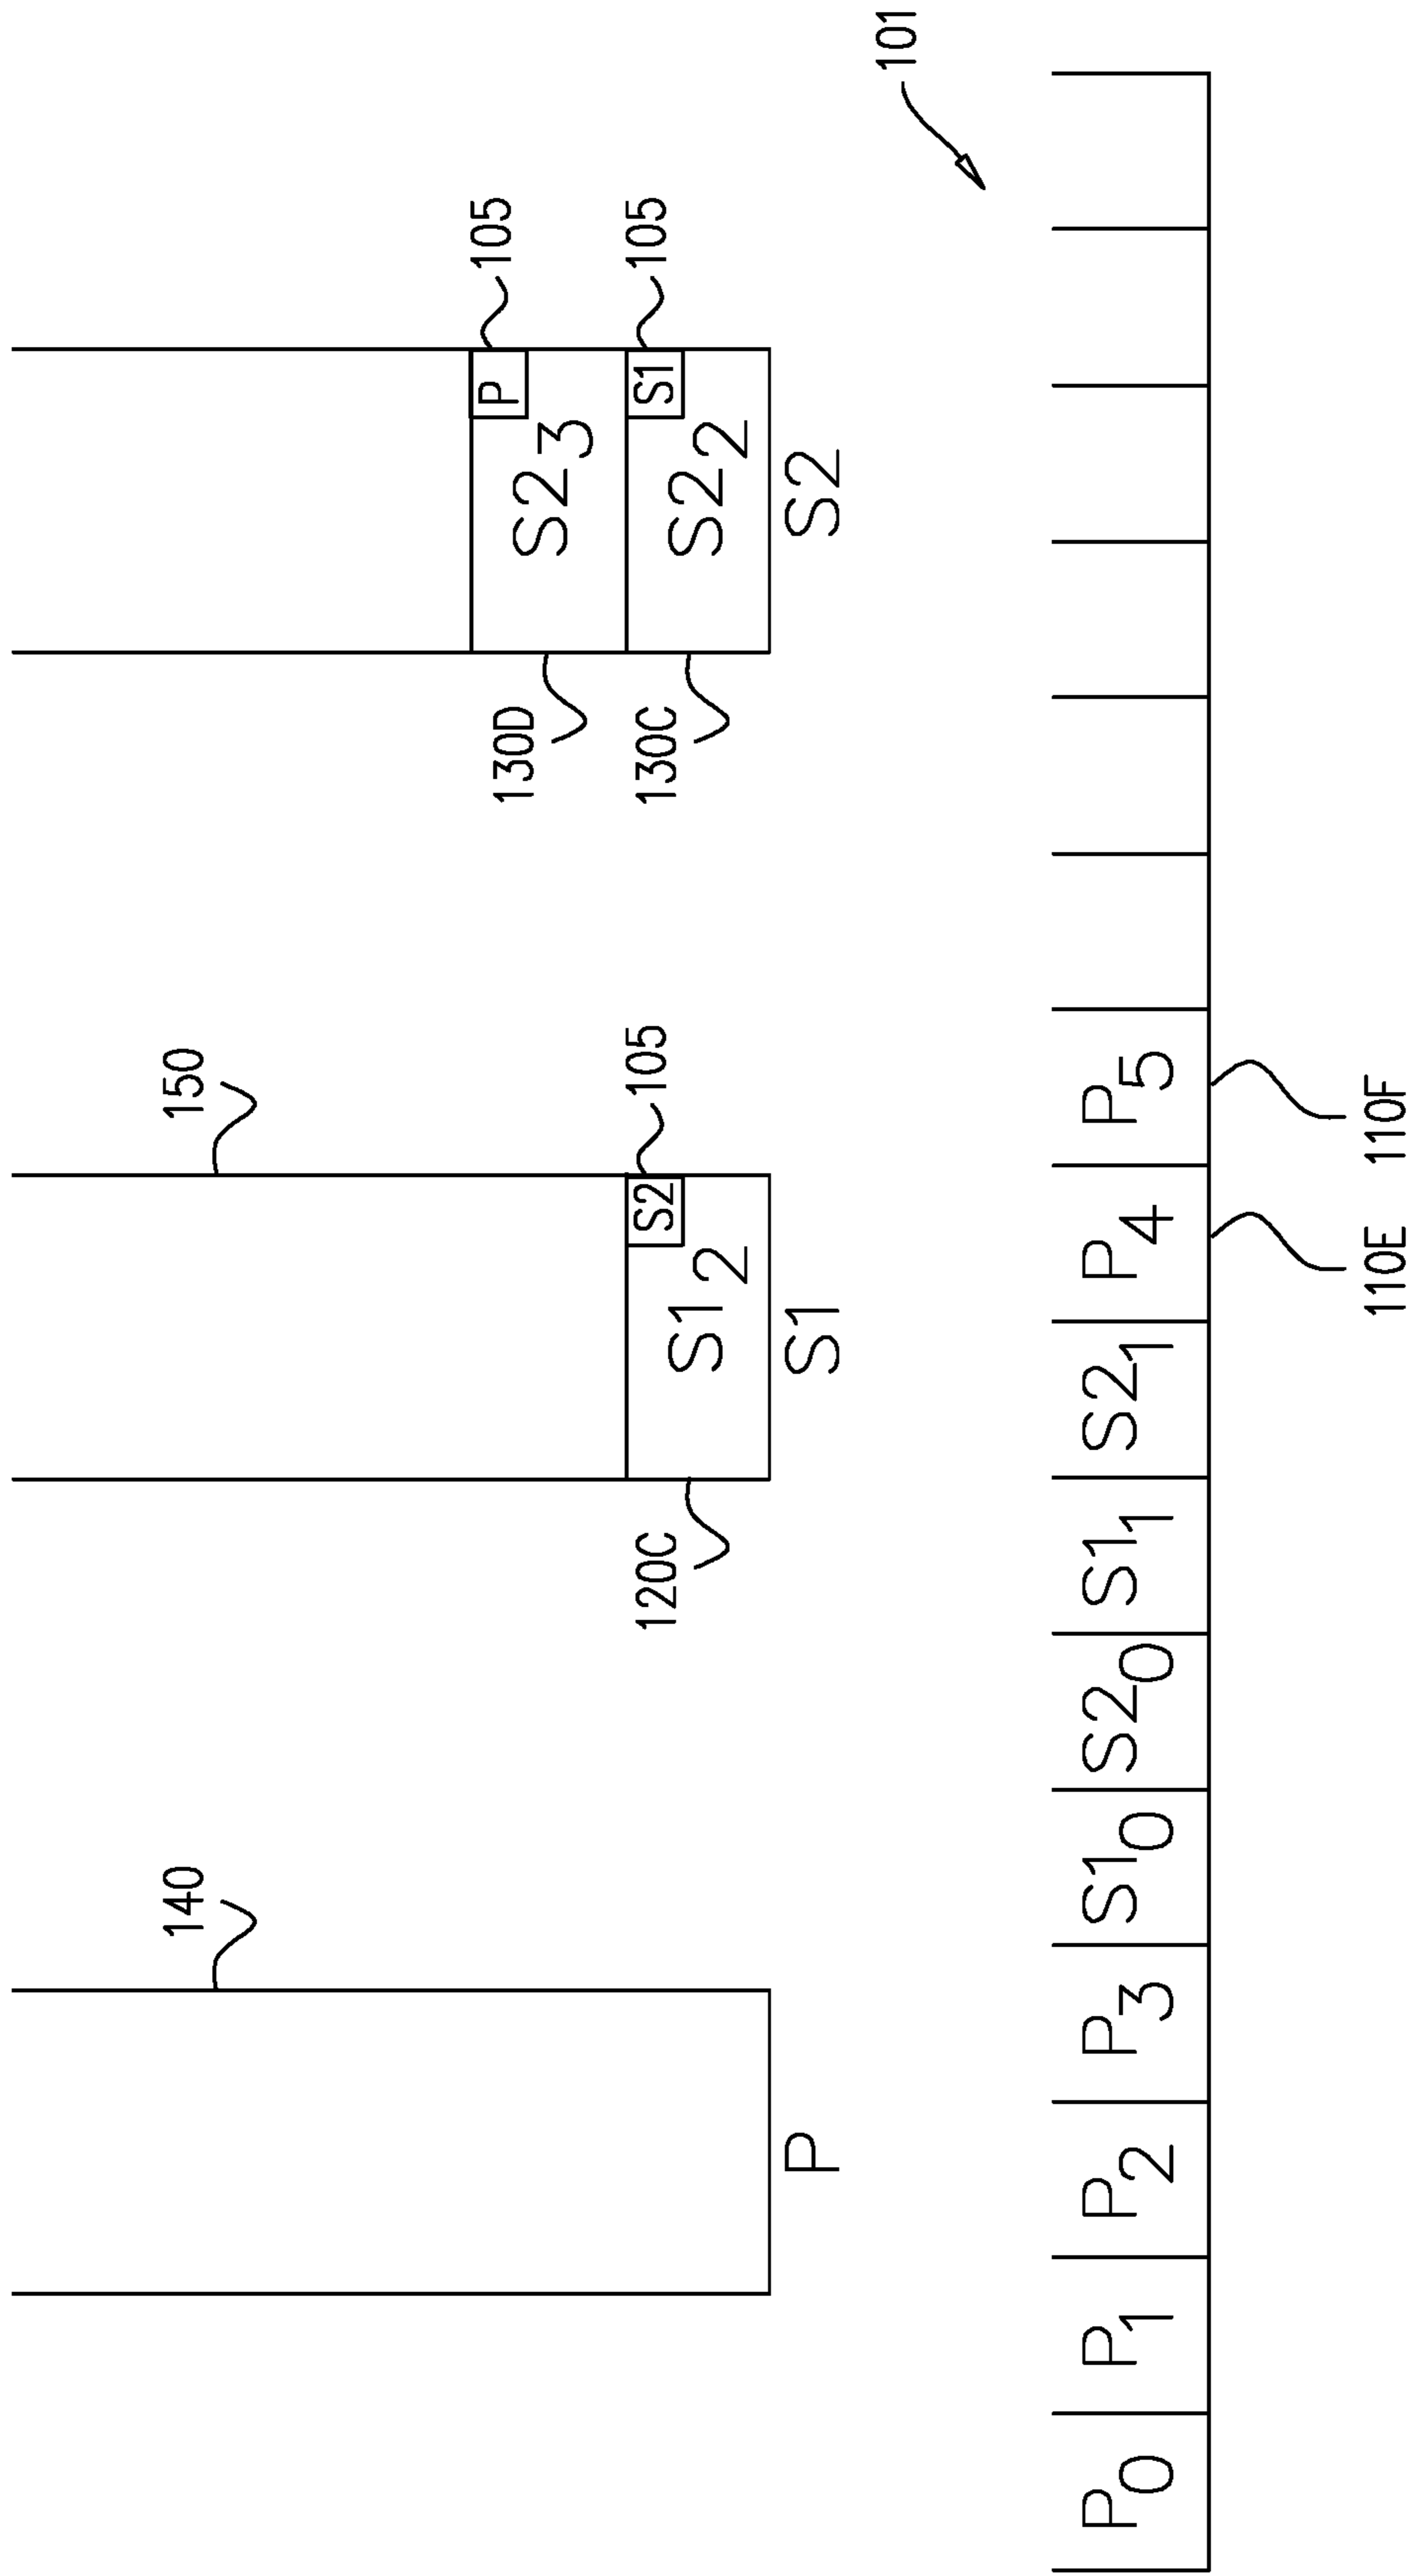 140
150
P
105
S2₃
130D
S2
105
S1
105
S1₂
120C
S2₂
130C
P
S1
S2
101
P₀ P₁ P₂ P₃ S1₀ S2₀ S1₁ S2₁ P₄ P₅
110E 110F